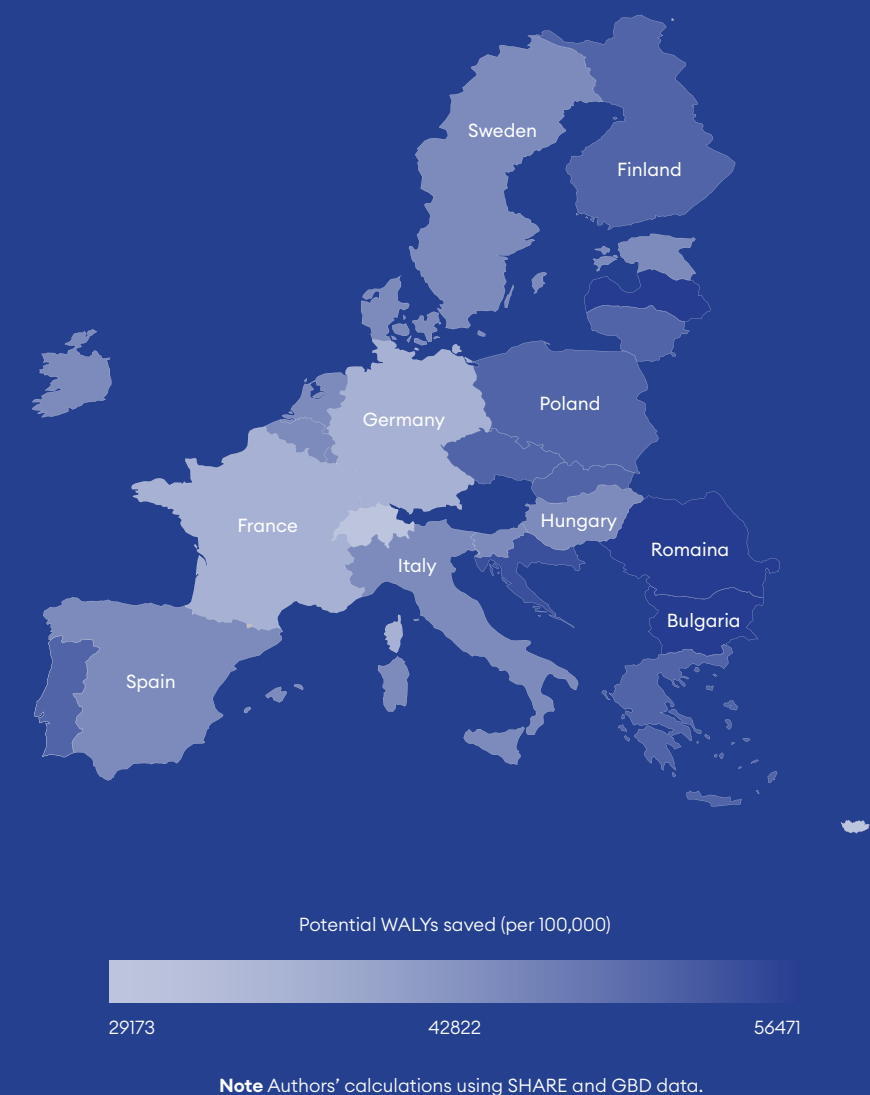 Sweden
Finland
Poland
Germany
Hungary
France
Romaina
Italy
Bulgaria
Spain
Potential WALYs saved (per 100,000)
29173 42822 56471
Note Authors’ calculations using SHARE and GBD data.